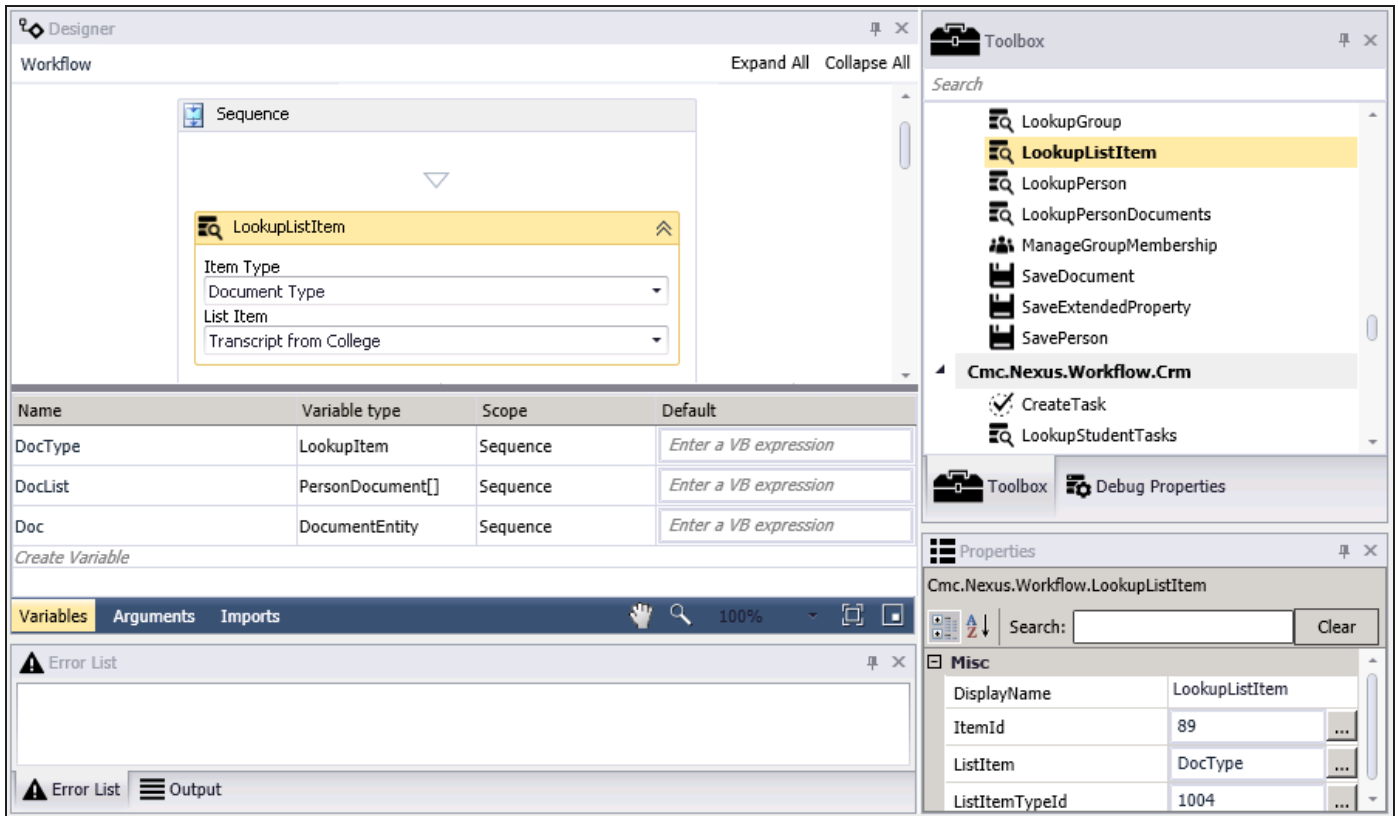 Designer
Workflow
Expand All Collapse All
Sequence
LookupListItem
Item Type
Document Type
List Item
Transcript from College
Name Variable type Scope Default
DocType LookupItem Sequence Enter a VB expression
DocList PersonDocument[] Sequence Enter a VB expression
Doc DocumentEntity Sequence Enter a VB expression
Create Variable
Variables Arguments Imports 100%
Error List
Error List Output
Toolbox
Search
LookupGroup
LookupListItem
LookupPerson
LookupPersonDocuments
ManageGroupMembership
SaveDocument
SaveExtendedProperty
SavePerson
Cmc.Nexus.Workflow.Crm
CreateTask
LookupStudentTasks
Toolbox Debug Properties
Properties
Cmc.Nexus.Workflow.LookupListItem
A
Z Search: Clear
Misc
DisplayName LookupListItem
ItemId 89 ...
ListItem DocType ...
ListItemTypeId 1004 ...